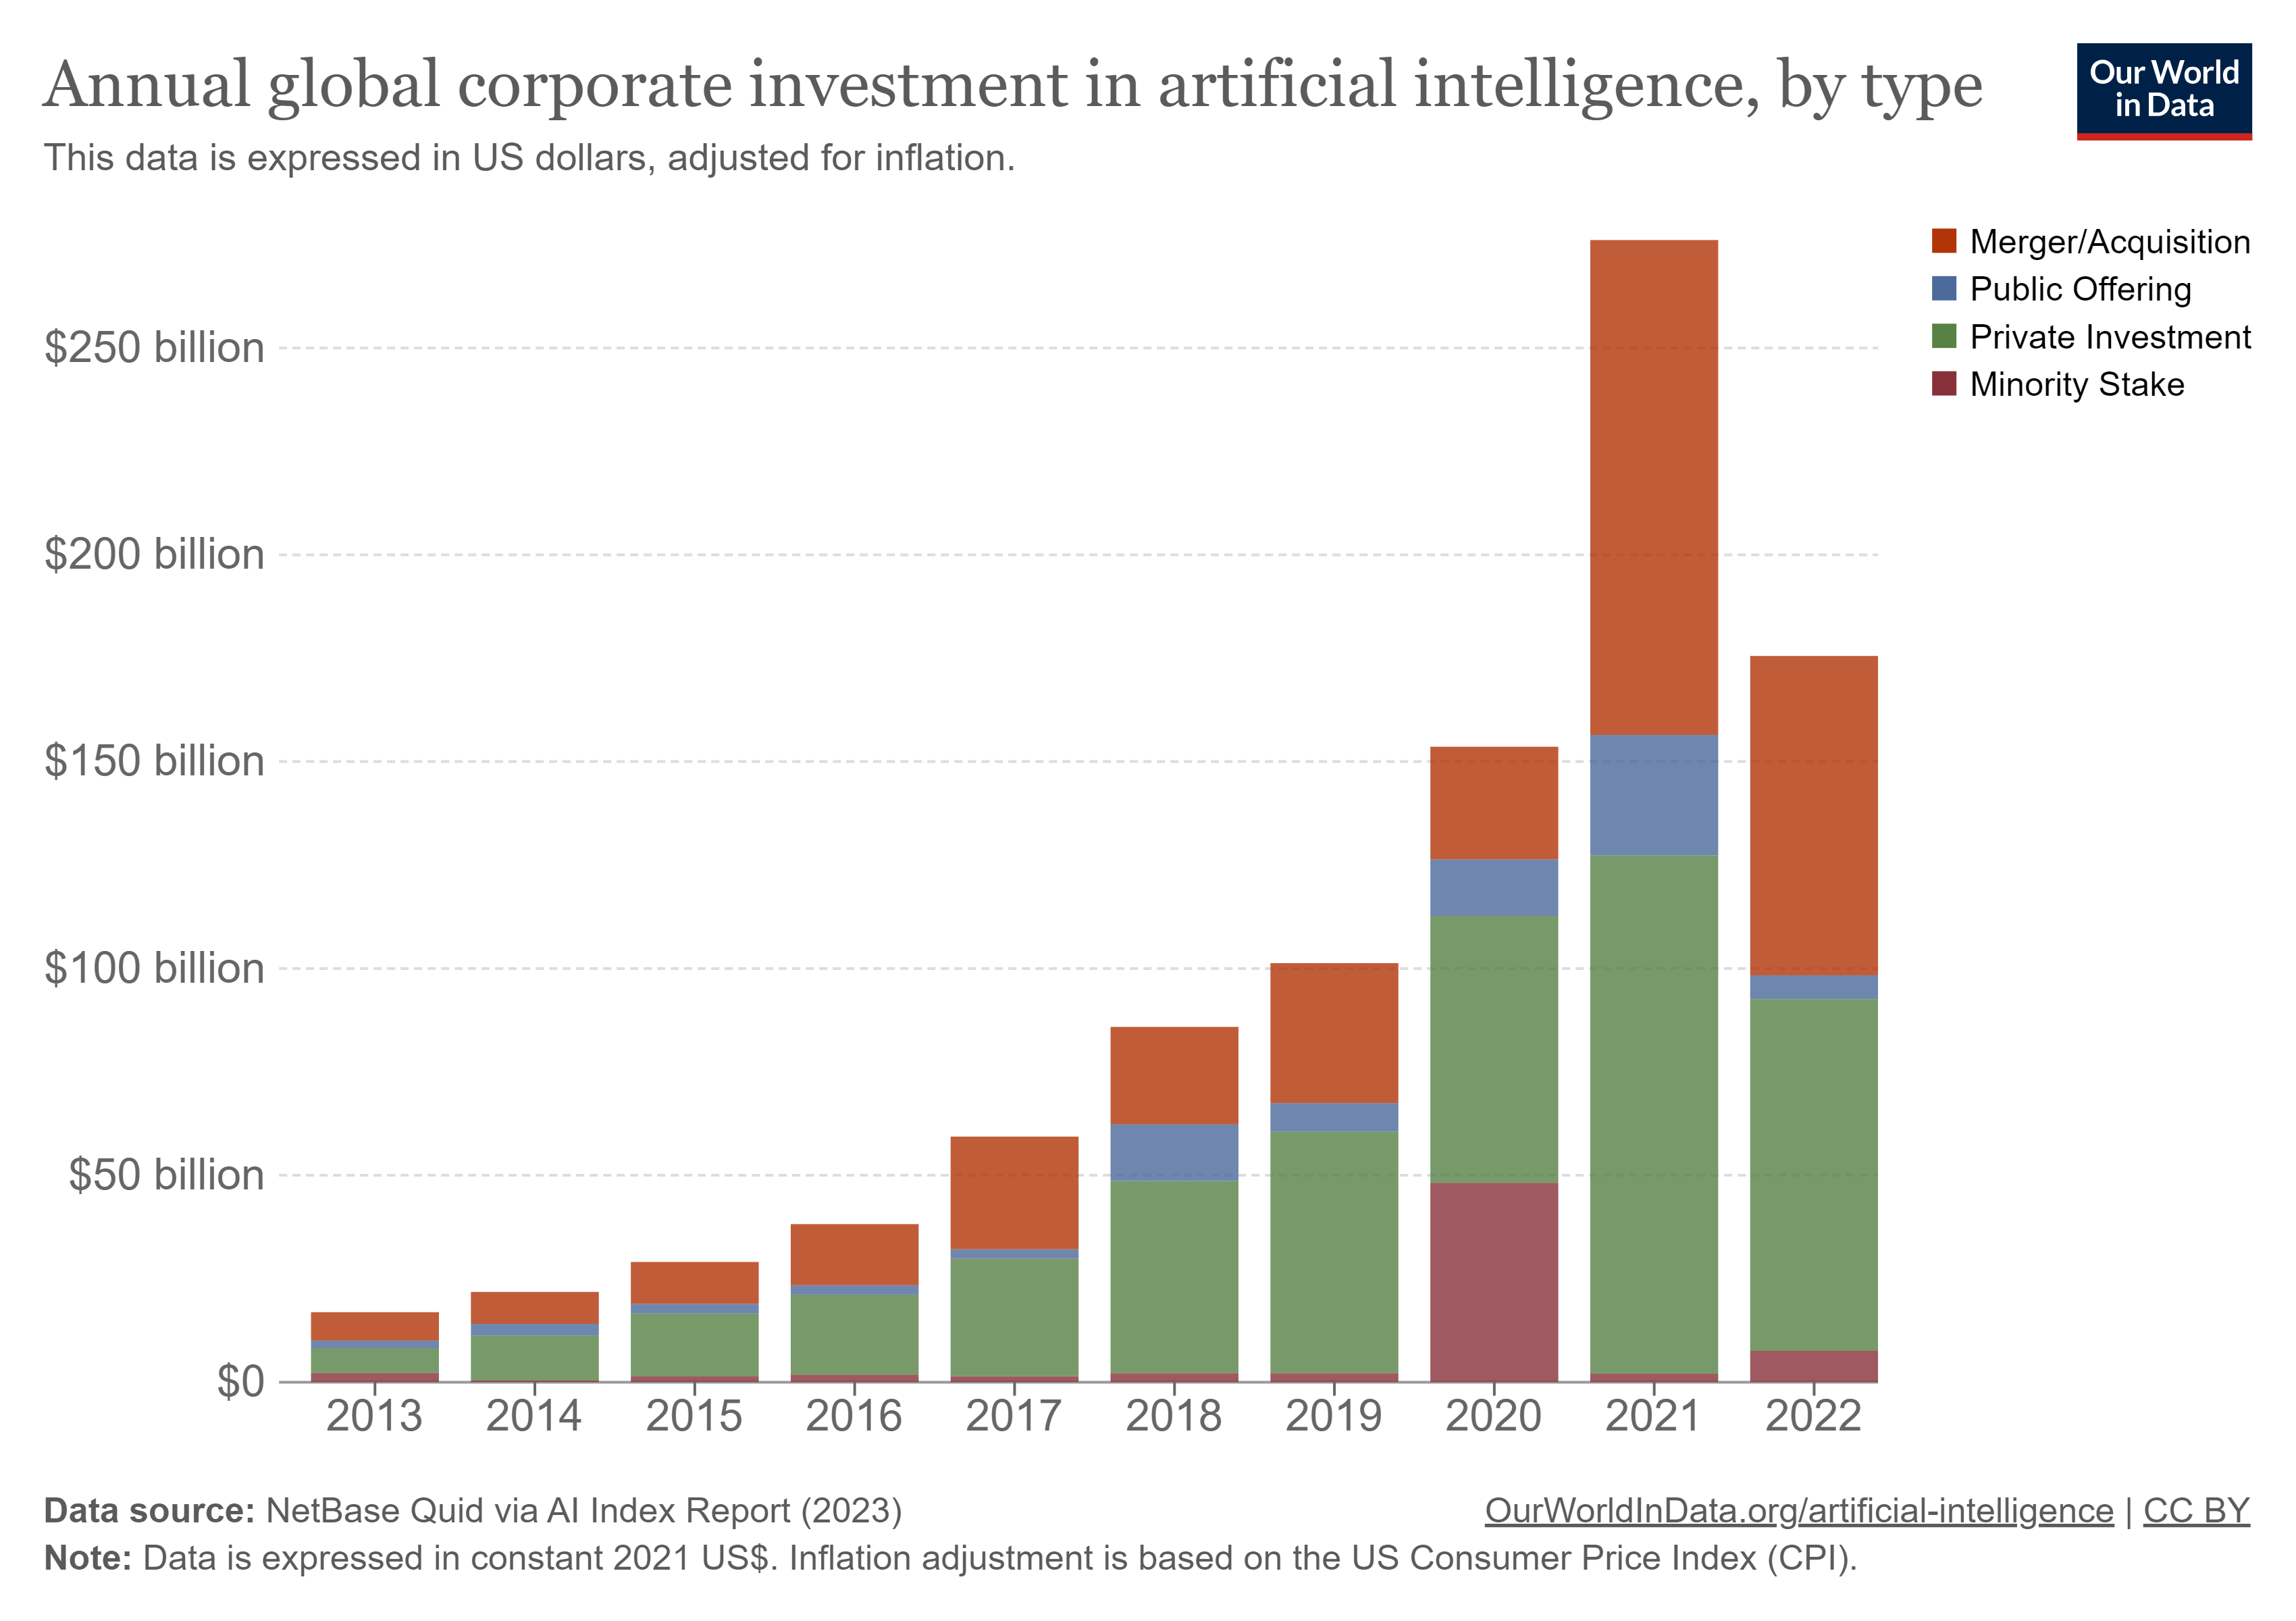 Annual global corporate investment in artificial intelligence, by type
This data is expressed in US dollars, adjusted for inflation.
Our World
in Data
Merger/Acquisition
Public Offering
Private Investment
Minority Stake
$250 billion
$200 billion
$150 billion
$100 billion
$50 billion
$0
2013 2014 2015 2016 2017 2018 2019 2020 2021 2022
Data source: NetBase Quid via AI Index Report (2023)
OurWorldInData.org/artificial-intelligence | CC BY
Note: Data is expressed in constant 2021 US$. Inflation adjustment is based on the US Consumer Price Index (CPI).